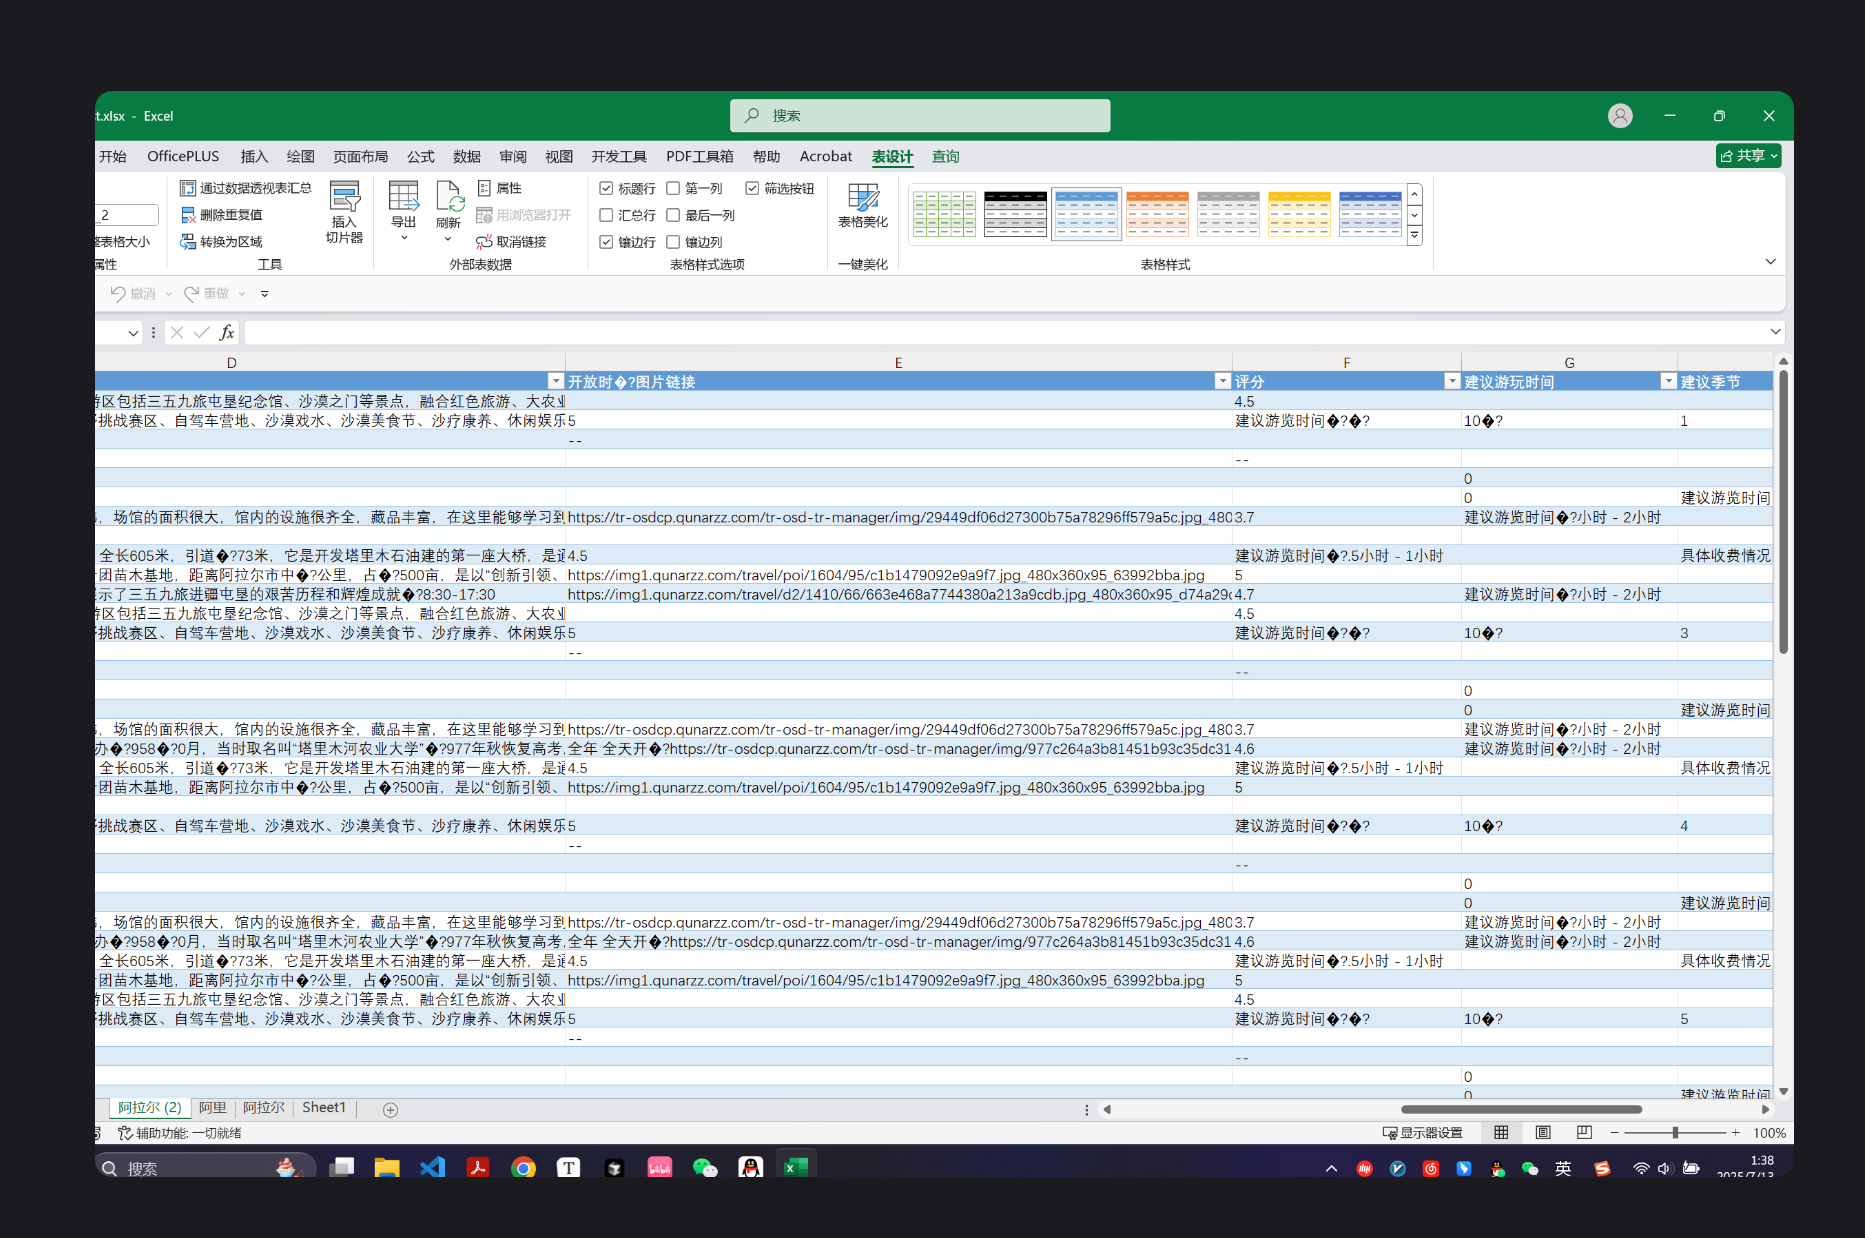 t.xlsx - Excel
搜索
开始 OfficePLUS 插入 绘图 页面布局 公式 数据 审阅 视图 开发工具 PDF工具箱 帮助 Acrobat 表设计 查询 共享
通过数据透视表汇总 属性 标题行 第一列 筛选按钮
_2 删除重复值 插入 切片器 导出 刷新 用浏览器打开 汇总行 最后一列 表格美化
表格大小 转换为区域 取消链接 镶边行 镶边列
属性 工具 外部表数据 表格样式选项 一键美化 表格样式
撤消 重做
fx
D E F G
开放时�?图片链接 评分 建议游玩时间 建议季节
区包括三五九旅屯垦纪念馆、沙漠之门等景点，融合红色旅游、大农业 4.5
挑战赛区、自驾车营地、沙漠戏水、沙漠美食节、沙疗康养、休闲娱乐 5 建议游览时间�?�? 10�? 1
--
--
0
0 建议游览时间
，场馆的面积很大，馆内的设施很齐全，藏品丰富，在这里能够学习到 https://tr-osdcp.qunarzz.com/tr-osd-tr-manager/img/29449df06d27300b75a78296ff579a5c.jpg_480 3.7 建议游览时间�?小时 - 2小时
全长605米，引道�?73米，它是开发塔里木石油建的第一座大桥，是 4.5 建议游览时间�?.5小时 - 1小时 具体收费情况
团苗木基地，距离阿拉尔市中�?公里，占�?500亩，是以“创新引领、 https://img1.qunarzz.com/travel/poi/1604/95/c1b1479092e9a9f7.jpg_480x360x95_63992bba.jpg 5
示了三五九旅进疆屯垦的艰苦历程和辉煌成就�?8:30-17:30 https://img1.qunarzz.com/travel/d2/1410/66/663e468a7744380a213a9cdb.jpg_480x360x95_d74a29 4.7 建议游览时间�?小时 - 2小时
区包括三五九旅屯垦纪念馆、沙漠之门等景点，融合红色旅游、大农业 4.5
挑战赛区、自驾车营地、沙漠戏水、沙漠美食节、沙疗康养、休闲娱乐 5 建议游览时间�?�? 10�? 3
--
--
0
0 建议游览时间
，场馆的面积很大，馆内的设施很齐全，藏品丰富，在这里能够学习到 https://tr-osdcp.qunarzz.com/tr-osd-tr-manager/img/29449df06d27300b75a78296ff579a5c.jpg_480 3.7 建议游览时间�?小时 - 2小时
办�?958�?0月，当时取名叫“塔里木河农业大学”�?977年秋恢复高考， 全年 全天开�?https://tr-osdcp.qunarzz.com/tr-osd-tr-manager/img/977c264a3b81451b93c35dc31 4.6 建议游览时间�?小时 - 2小时
全长605米，引道�?73米，它是开发塔里木石油建的第一座大桥，是 4.5 建议游览时间�?.5小时 - 1小时 具体收费情况
团苗木基地，距离阿拉尔市中�?公里，占�?500亩，是以“创新引领、 https://img1.qunarzz.com/travel/poi/1604/95/c1b1479092e9a9f7.jpg_480x360x95_63992bba.jpg 5
挑战赛区、自驾车营地、沙漠戏水、沙漠美食节、沙疗康养、休闲娱乐 5 建议游览时间�?�? 10�? 4
--
--
0
0 建议游览时间
，场馆的面积很大，馆内的设施很齐全，藏品丰富，在这里能够学习到 https://tr-osdcp.qunarzz.com/tr-osd-tr-manager/img/29449df06d27300b75a78296ff579a5c.jpg_480 3.7 建议游览时间�?小时 - 2小时
办�?958�?0月，当时取名叫“塔里木河农业大学”�?977年秋恢复高考， 全年 全天开�?https://tr-osdcp.qunarzz.com/tr-osd-tr-manager/img/977c264a3b81451b93c35dc31 4.6 建议游览时间�?小时 - 2小时
全长605米，引道�?73米，它是开发塔里木石油建的第一座大桥，是 4.5 建议游览时间�?.5小时 - 1小时 具体收费情况
团苗木基地，距离阿拉尔市中�?公里，占�?500亩，是以“创新引领、 https://img1.qunarzz.com/travel/poi/1604/95/c1b1479092e9a9f7.jpg_480x360x95_63992bba.jpg 5
区包括三五九旅屯垦纪念馆、沙漠之门等景点，融合红色旅游、大农业 4.5
挑战赛区、自驾车营地、沙漠戏水、沙漠美食节、沙疗康养、休闲娱乐 5 建议游览时间�?�? 10�? 5
--
--
0
0 建议游览时间
阿拉尔 (2) 阿里 阿拉尔 Sheet1
辅助功能: 一切就绪 显示器设置 100%
搜索 英 1:38
2025/7/13